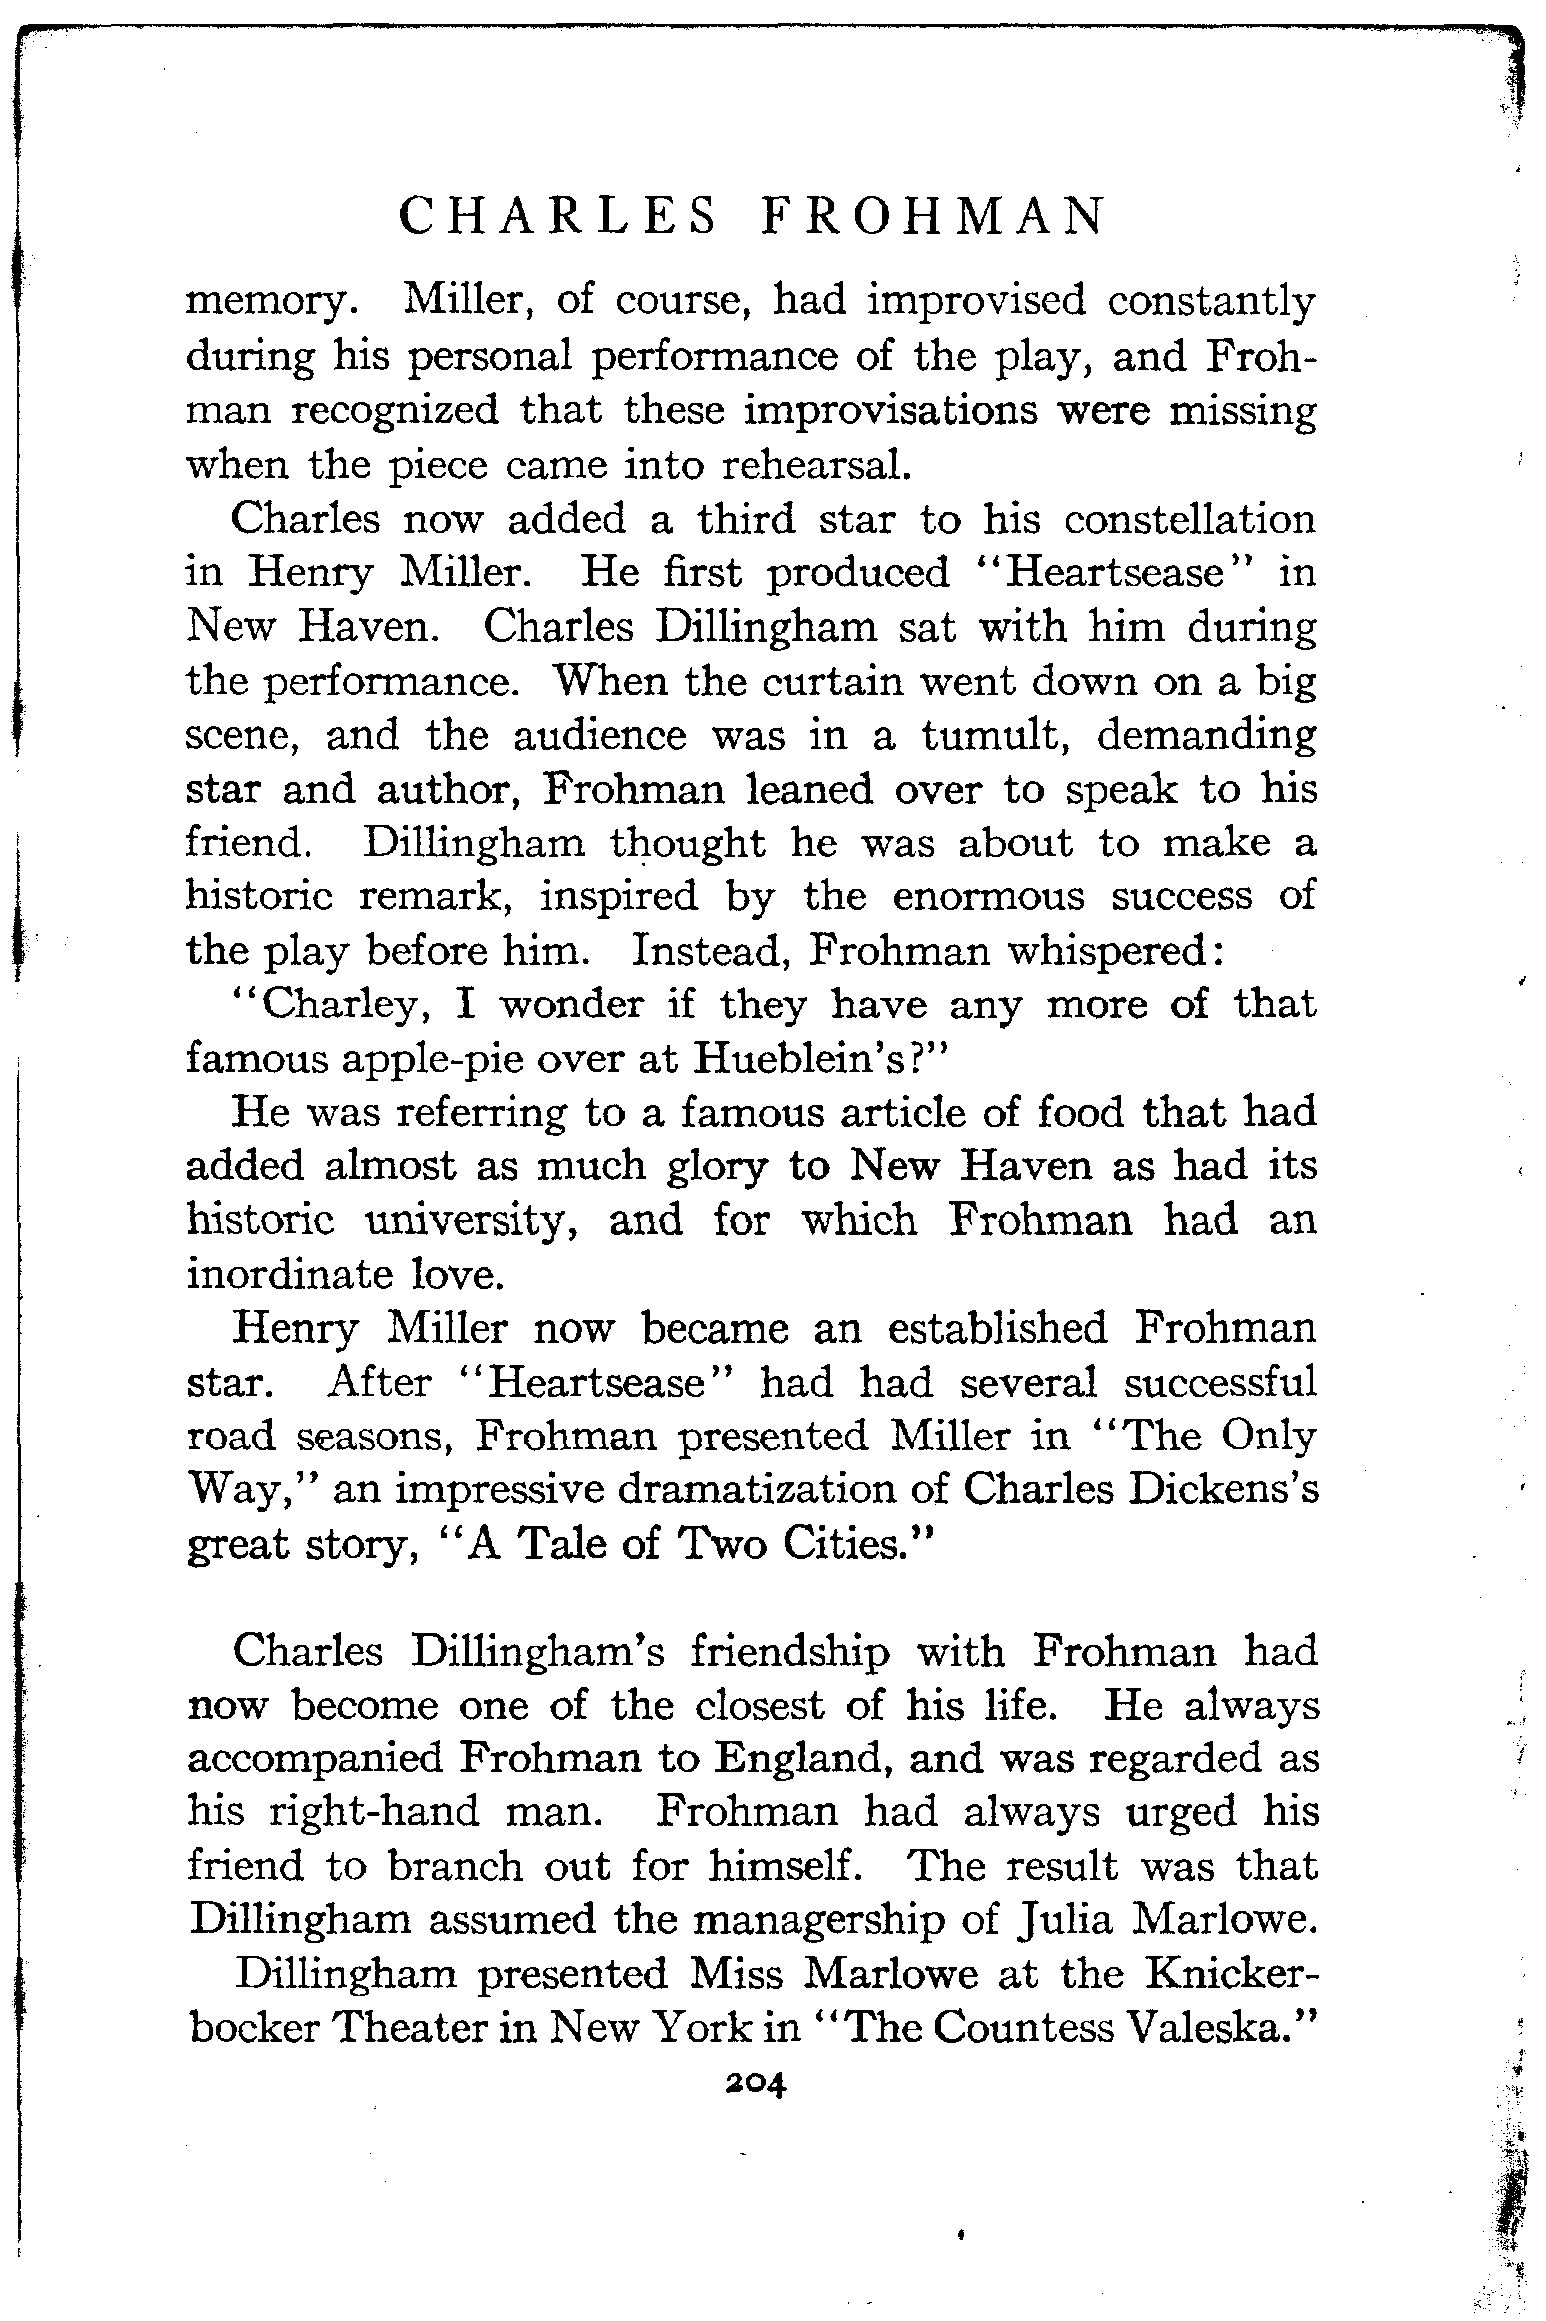 CHARLES FROHMAN
memory. Miller, of course, had improvised constantly
during his personal performance of the play, and Froh-
man recognized that these improvisations were missing
when the piece came into rehearsal.
Charles now added a third star to his constellation
in Henry Miller. He first produced "Heartsease" in
New Haven. Charles Dillingham sat with him during
the performance. When the curtain went down on a big
scene, and the audience was in a tumult, demanding
star and author, Frohman leaned over to speak to his
friend. Dillingham thought he was about to make a
historic remark, inspired by the enormous success of
the play before him. Instead, Frohman whispered:
"Charley, I wonder if they have any more of that
famous apple-pie over at Hueblein's?"
He was referring to a famous article of food that had
added almost as much glory to New Haven as had its
historic university, and for which Frohman had an
inordinate love.
Henry Miller now became an established Frohman
star. After "Heartsease" had had several successful
road seasons, Frohman presented Miller in "The Only
Way," an impressive dramatization of Charles Dickens's
great story, "A Tale of Two Cities."
Charles Dillingham's friendship with Frohman had
now become one of the closest of his life. He always
accompanied Frohman to England, and was regarded as
his right-hand man. Frohman had always urged his
friend to branch out for himself. The result was that
Dillingham assumed the managership of Julia Marlowe.
Dillingham presented Miss Marlowe at the Knicker-
bocker Theater in New York in "The Countess Valeska."
204